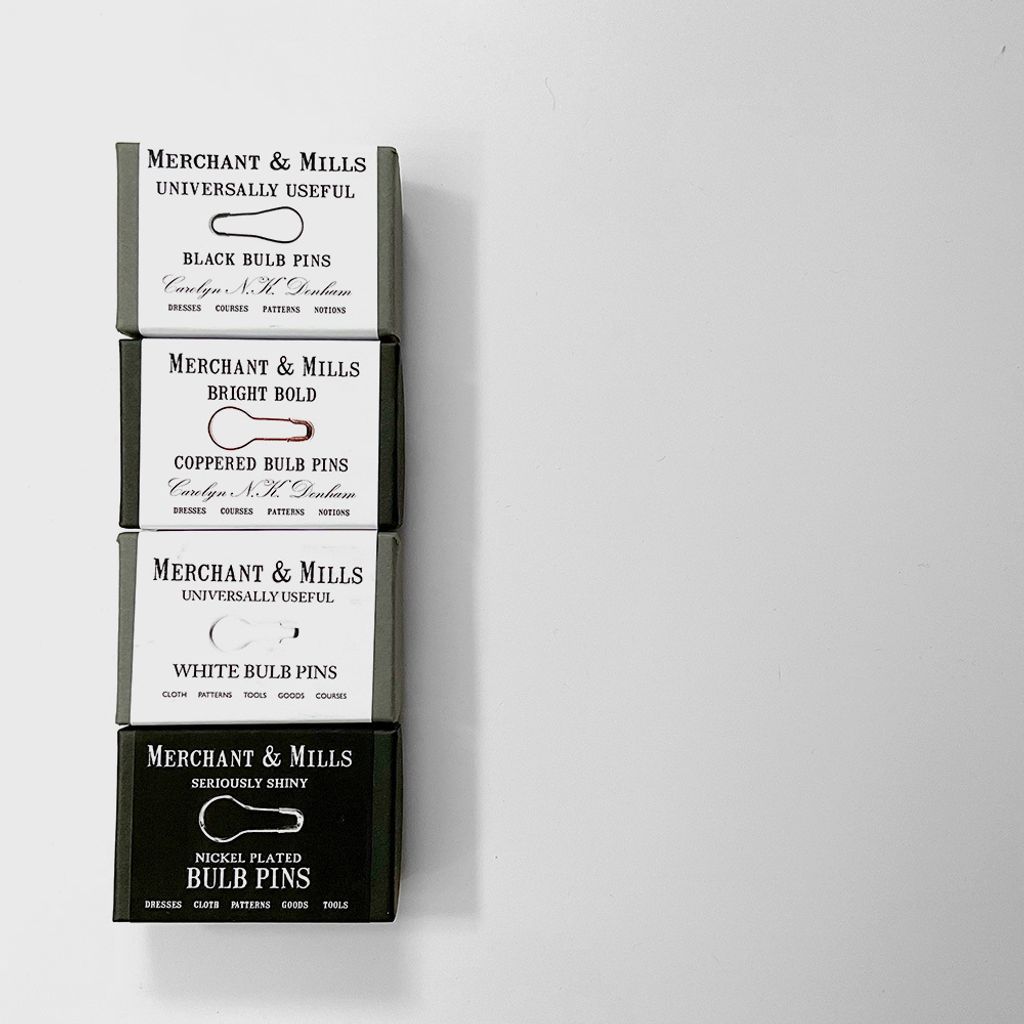 MERCHANT & MILLS
UNIVERSALLY USEFUL
BLACK BULB PINS
Carolyn N.K. Denham
DRESSES COURSES PATTERNS NOTIONS
MERCHANT & MILLS
BRIGHT BOLD
COPPERED BULB PINS
Carolyn N.K. Denham
DRESSES COURSES PATTERNS NOTIONS
MERCHANT & MILLS
UNIVERSALLY USEFUL
WHITE BULB PINS
CLOTH PATTERNS TOOLS GOODS COURSES
MERCHANT & MILLS
SERIOUSLY SHINY
NICKEL PLATED
BULB PINS
DRESSES CLOTH PATTERNS GOODS TOOLS